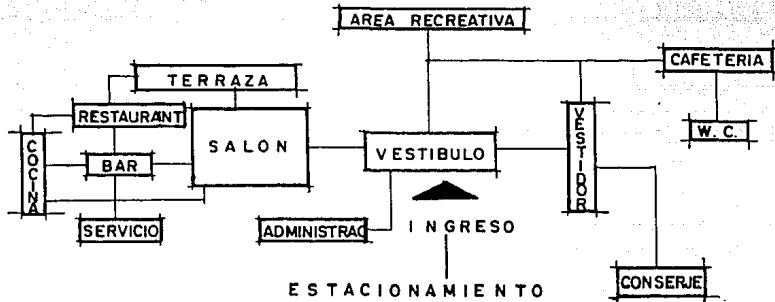 AREA RECREATIVA
CAFETERIA
TERRAZA
RESTAURANT
SALON
VESTIBULO
VESTIDOR
W. C.
COCINA
BAR
SERVICIO
ADMINISTRAC
INGRESO
CONSERJE
ESTACIONAMIENTO